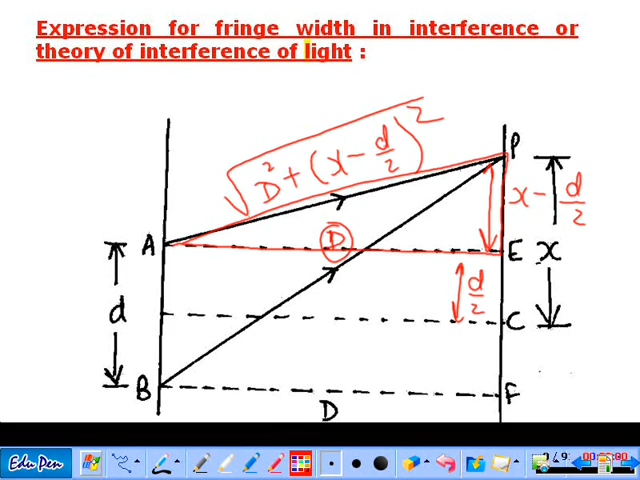 Expression for fringe width in interference or
theory of interference of light :
√D² + (x - d/2)²
P
x - d/2
A
D
E
x
d/2
d
C
B
D
F
Edu Pen